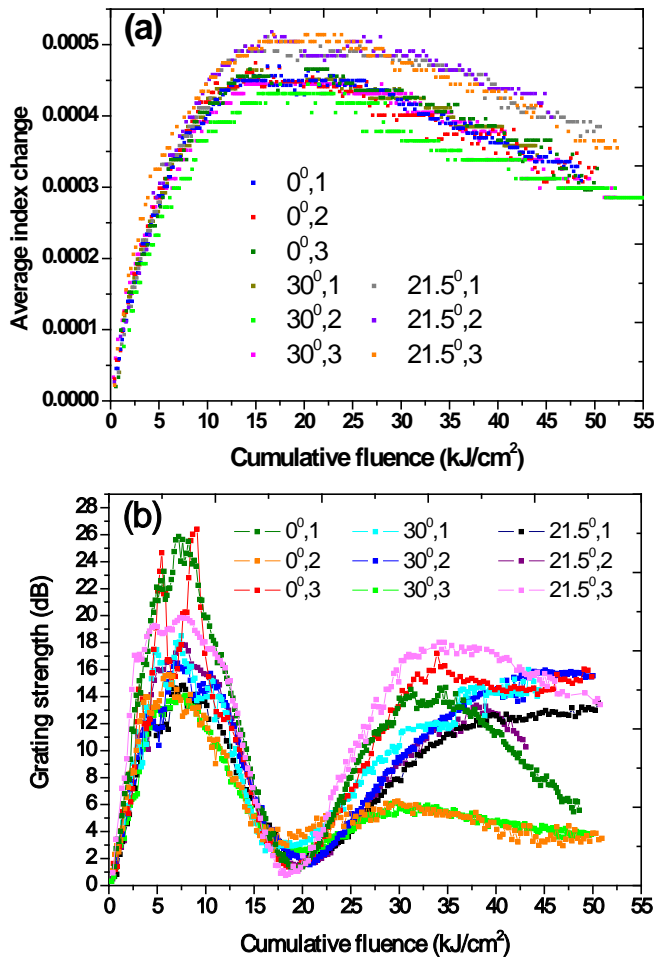 (a)
Average index change
0.0005
0.0004
0.0003
0.0002
0.0001
0.0000
0⁰,1
0⁰,2
0⁰,3
30⁰,1 21.5⁰,1
30⁰,2 21.5⁰,2
30⁰,3 21.5⁰,3
0 5 10 15 20 25 30 35 40 45 50 55
Cumulative fluence (kJ/cm²)
(b)
Grating strength (dB)
28
26
24
22
20
18
16
14
12
10
8
6
4
2
0
0⁰,1 30⁰,1 21.5⁰,1
0⁰,2 30⁰,2 21.5⁰,2
0⁰,3 30⁰,3 21.5⁰,3
0 5 10 15 20 25 30 35 40 45 50 55
Cumulative fluence (kJ/cm²)